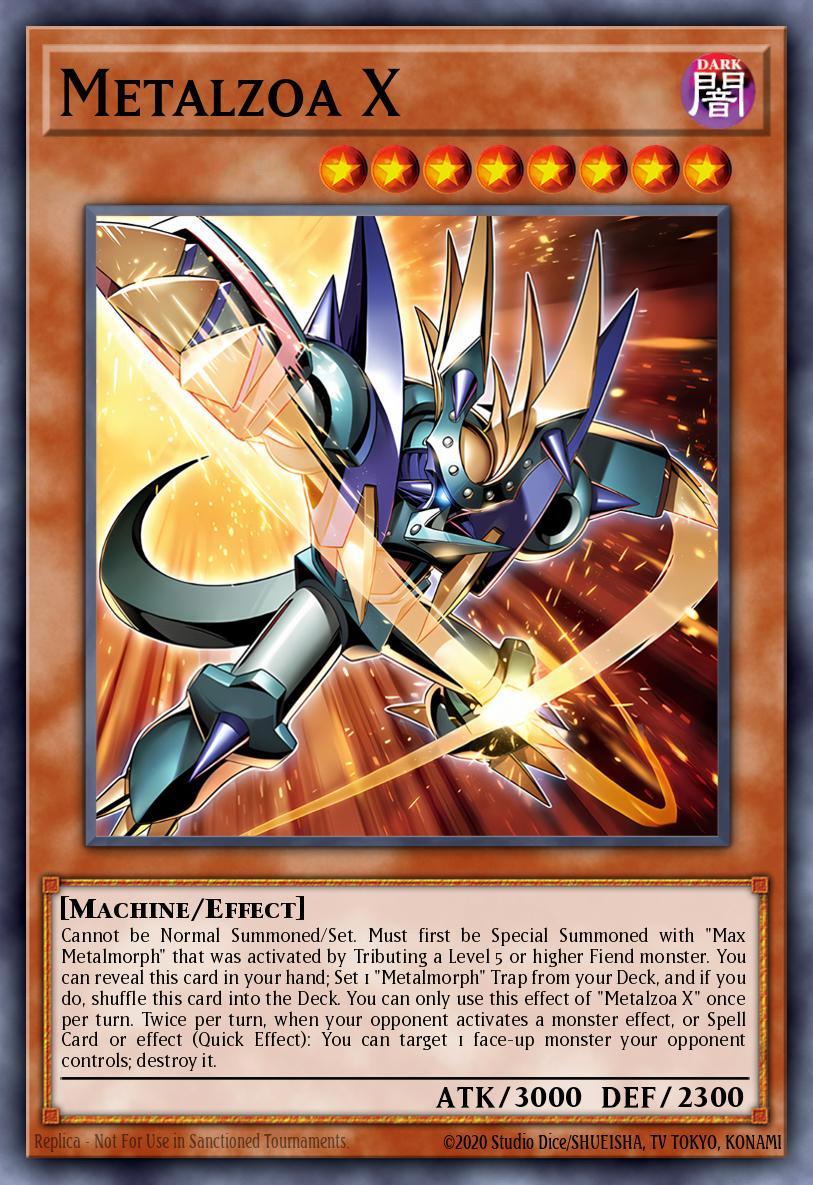 Metalzoa X
DARK
闇
[Machine/Effect]
Cannot be Normal Summoned/Set. Must first be Special Summoned with "Max
Metalmorph" that was activated by Tributing a Level 5 or higher Fiend monster. You
can reveal this card in your hand; Set 1 "Metalmorph" Trap from your Deck, and if you
do, shuffle this card into the Deck. You can only use this effect of "Metalzoa X" once
per turn. Twice per turn, when your opponent activates a monster effect, or Spell
Card or effect (Quick Effect): You can target 1 face-up monster your opponent
controls; destroy it.
ATK/3000 DEF/2300
Replica - Not For Use in Sanctioned Tournaments.
©2020 Studio Dice/SHUEISHA, TV TOKYO, KONAMI